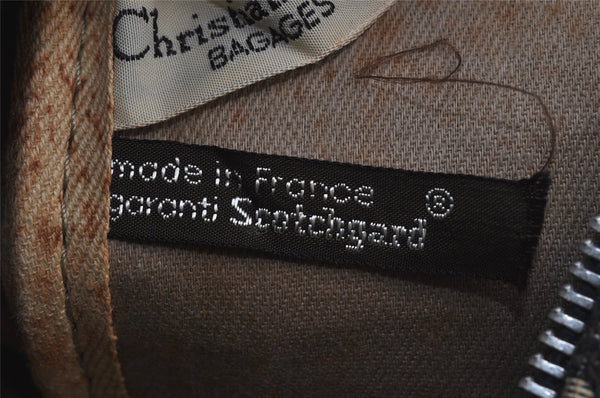 Christian
BAGAGES
made in France
garanti Scotchgard ®